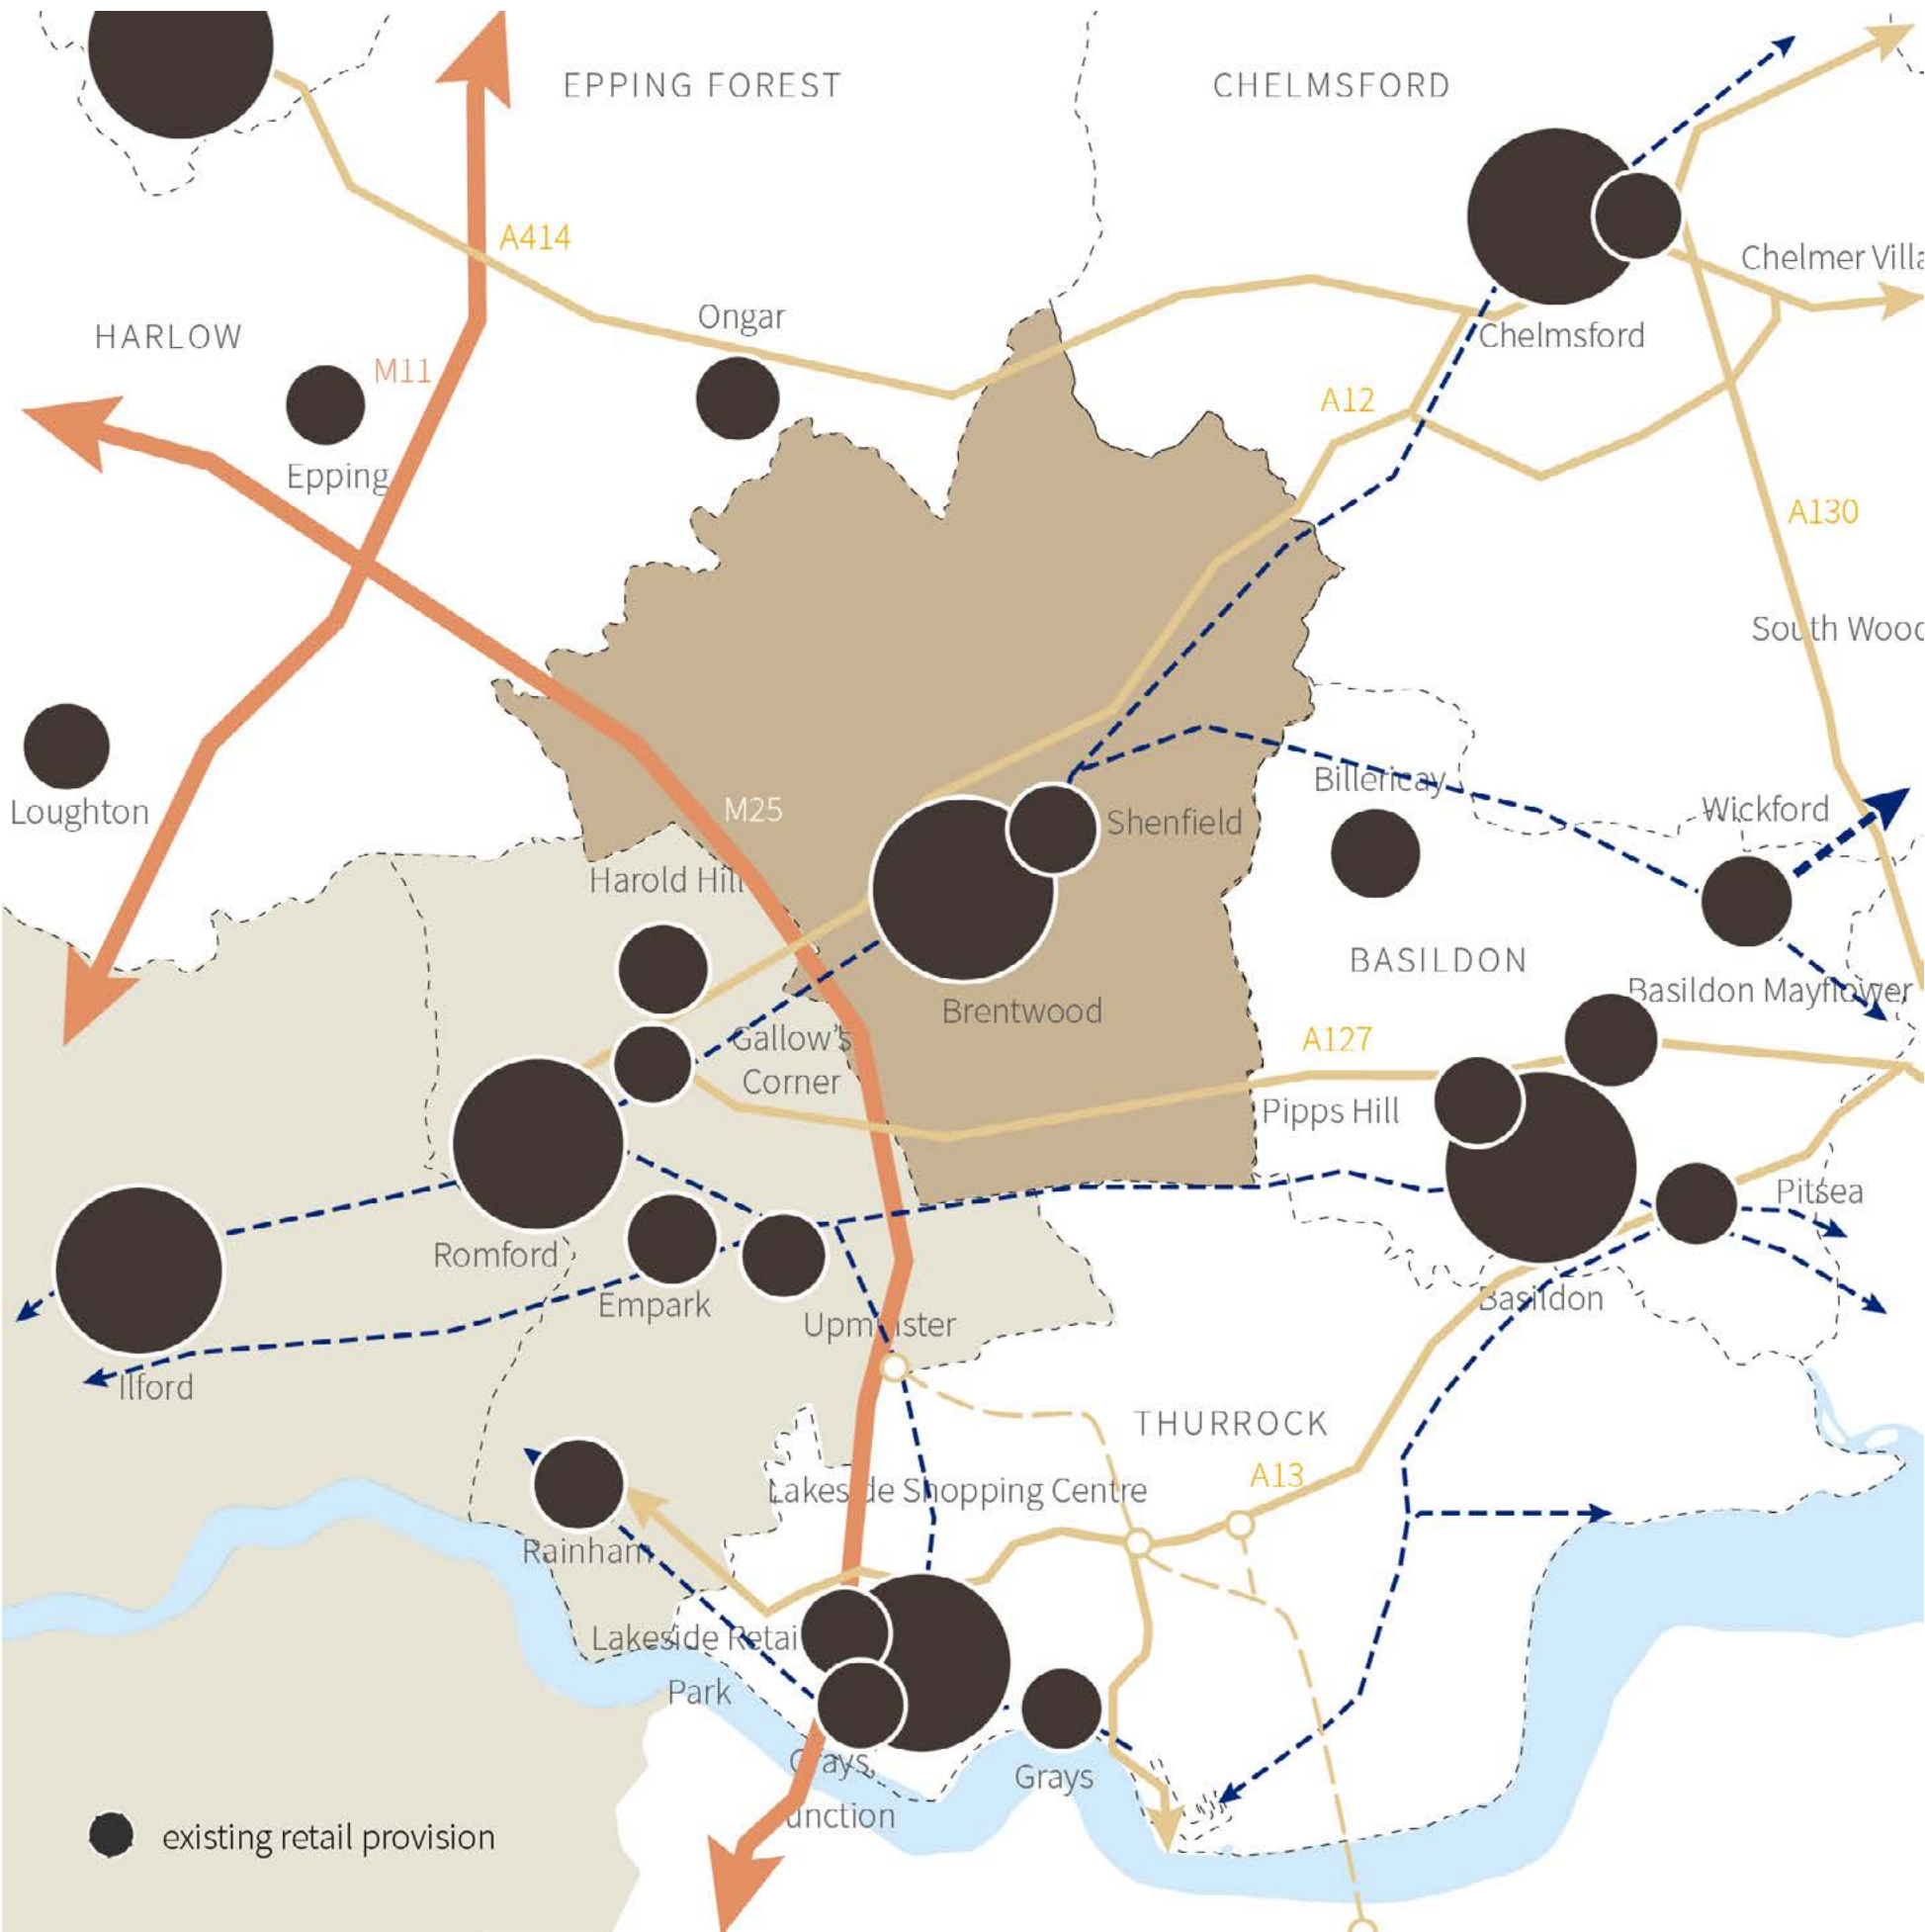 EPPING FOREST
CHELMSFORD
A414
Chelmer Villa
Ongar
HARLOW
Chelmsford
M11
A12
Epping
A130
South Wood
Billericay
M25
Wickford
Loughton
Shenfield
Harold Hill
BASILDON
Basildon Mayflower
Brentwood
Gallow's
Corner
A127
Pipps Hill
Pitsea
Romford
Empark
Basildon
Upminster
Ilford
THURROCK
A13
Lakeside Shopping Centre
Rainham
Lakeside Retai
Park
Grays
Grays
unction
existing retail provision